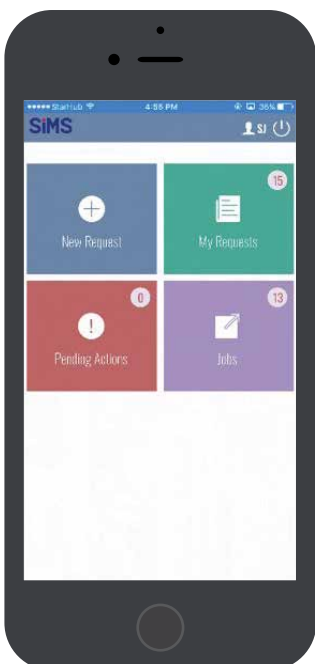 StarHub 4:55 PM 36%
SiMS SJ
15
New Request
My Requests
0
13
Pending Actions
Jobs